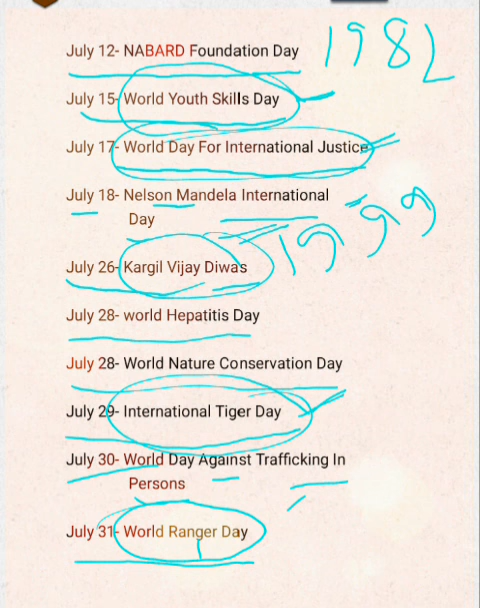 July 12- NABARD Foundation Day 1982
July 15- World Youth Skills Day
July 17- World Day For International Justice
July 18- Nelson Mandela International
Day
July 26- Kargil Vijay Diwas 1999
July 28- world Hepatitis Day
July 28- World Nature Conservation Day
July 29- International Tiger Day
July 30- World Day Against Trafficking In
Persons
July 31- World Ranger Day